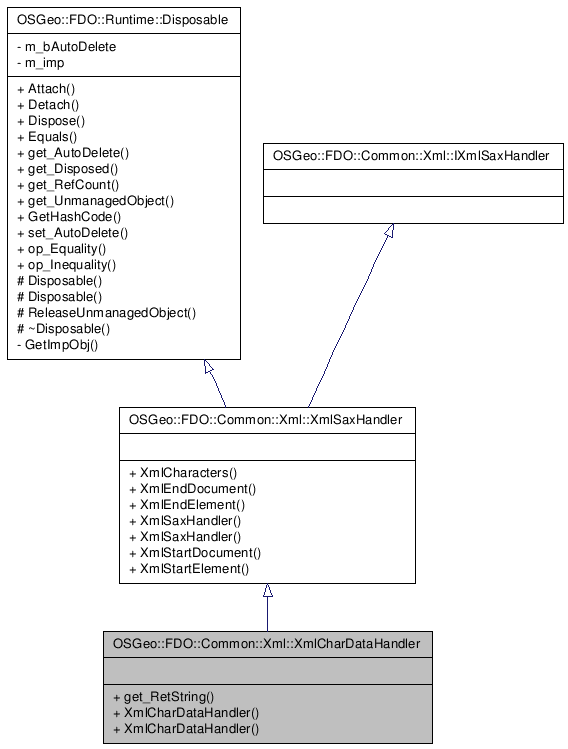 OSGeo::FDO::Runtime::Disposable
- m_bAutoDelete
- m_imp
+ Attach()
+ Detach()
+ Dispose()
+ Equals()
+ get_AutoDelete()
+ get_Disposed()
+ get_RefCount()
+ get_UnmanagedObject()
+ GetHashCode()
+ set_AutoDelete()
+ op_Equality()
+ op_Inequality()
# Disposable()
# Disposable()
# ReleaseUnmanagedObject()
# ~Disposable()
- GetImpObj()
OSGeo::FDO::Common::Xml::IXmlSaxHandler
OSGeo::FDO::Common::Xml::XmlSaxHandler
+ XmlCharacters()
+ XmlEndDocument()
+ XmlEndElement()
+ XmlSaxHandler()
+ XmlSaxHandler()
+ XmlStartDocument()
+ XmlStartElement()
OSGeo::FDO::Common::Xml::XmlCharDataHandler
+ get_RetString()
+ XmlCharDataHandler()
+ XmlCharDataHandler()